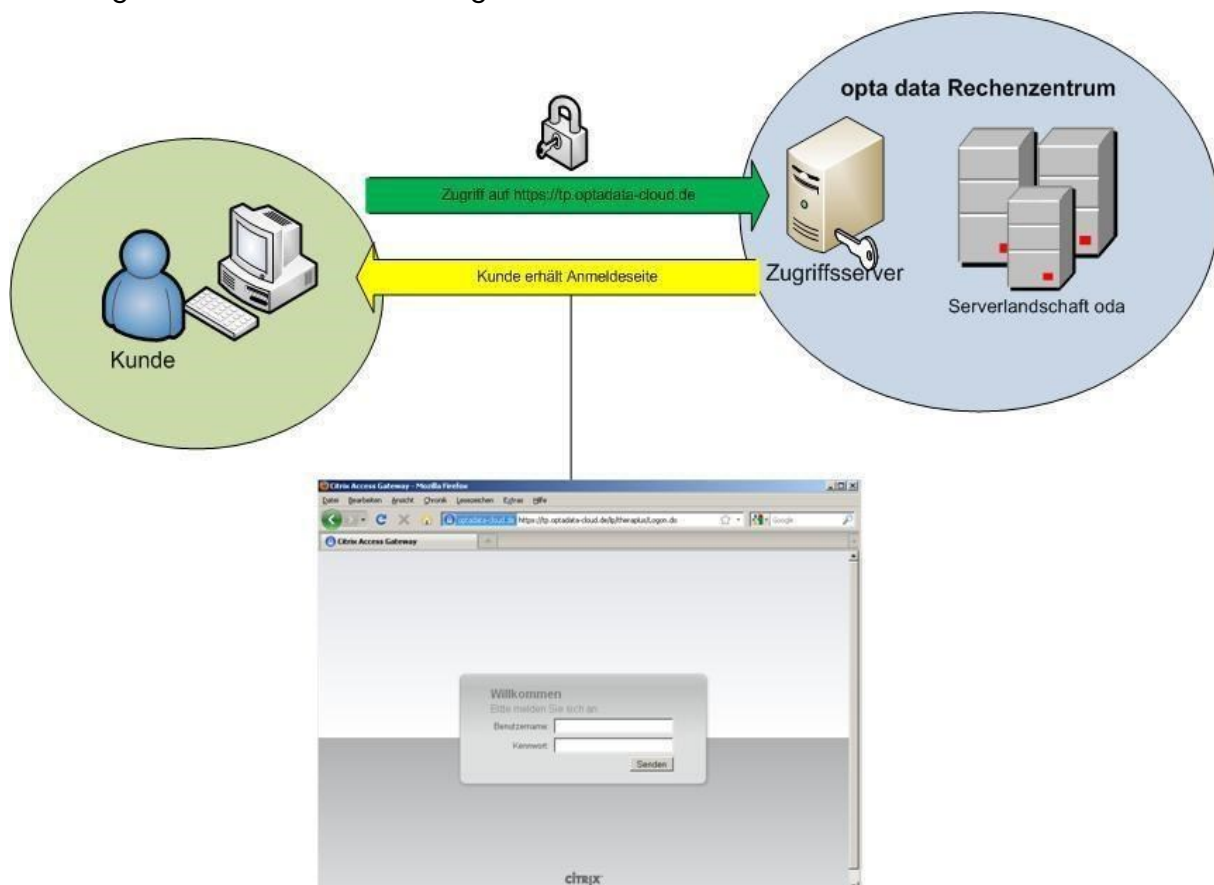 opta data Rechenzentrum
Zugriff auf https://tp.optadata-cloud.de
Kunde erhält Anmeldeseite
Zugriffsserver
Serverlandschaft oda
Kunde
Citrix Access Gateway - Mozilla Firefox
Datei Bearbeiten Ansicht Chronik Lesezeichen Extras Hilfe
optadata-cloud.de https://tp.optadata-cloud.de/lp/theraplus/Logon.do Google
Citrix Access Gateway
Willkommen
Bitte melden Sie sich an
Benutzername:
Kennwort:
Senden
CITRIX